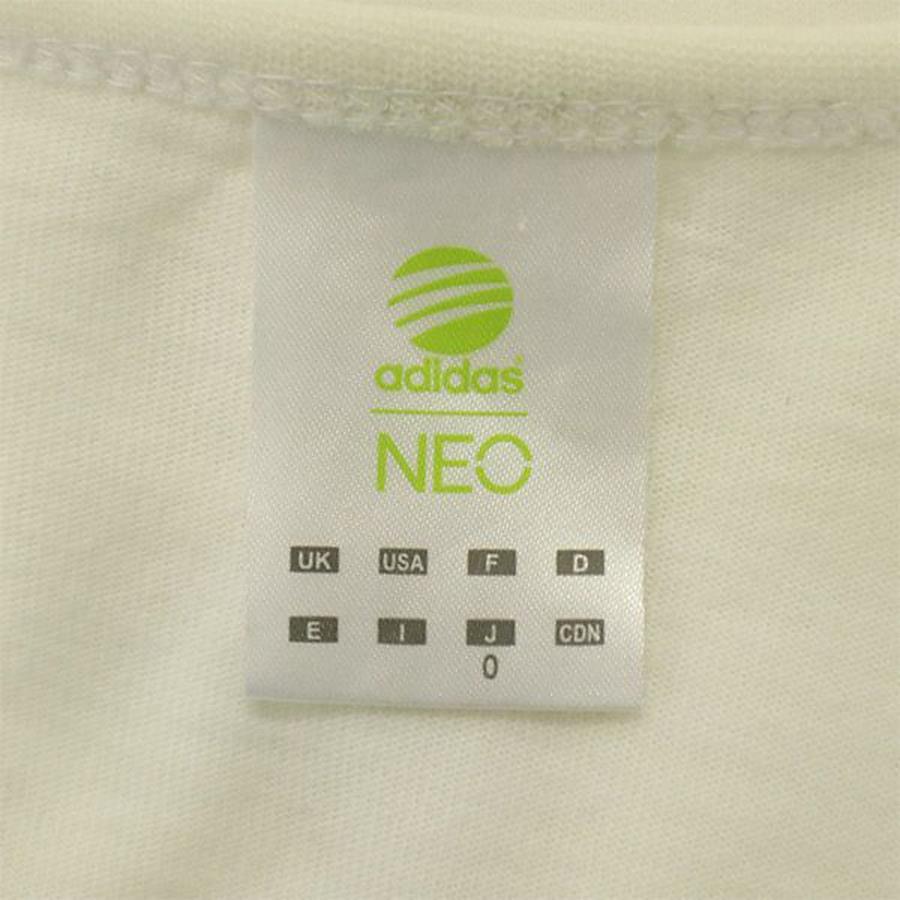 adidas
NEO
UK USA F D
E I J CDN
0